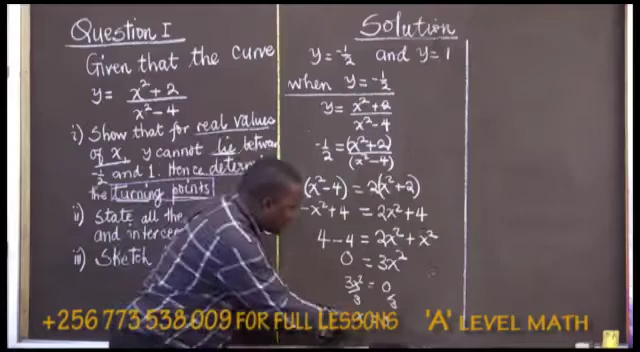 Question 1
Given that the curve
y = x²+2
x²-4
i) Show that for real values
of x, y cannot lie
-½ and 1. Hence
the turning points
ii) State all the
and
iii) Sketch
Solution
y = -½ and y = 1
when y = -½
y = x²+2
x²-4
-½ = (x²+2)
(x²-4)
(x²-4) = 2(x²+2)
-x²+4 = 2x²+4
4-4 = 2x²+x²
0 = 3x²
3x² = 0
3 3
+256 773 538 009 FOR FULL LESSONS 'A' LEVEL MATH